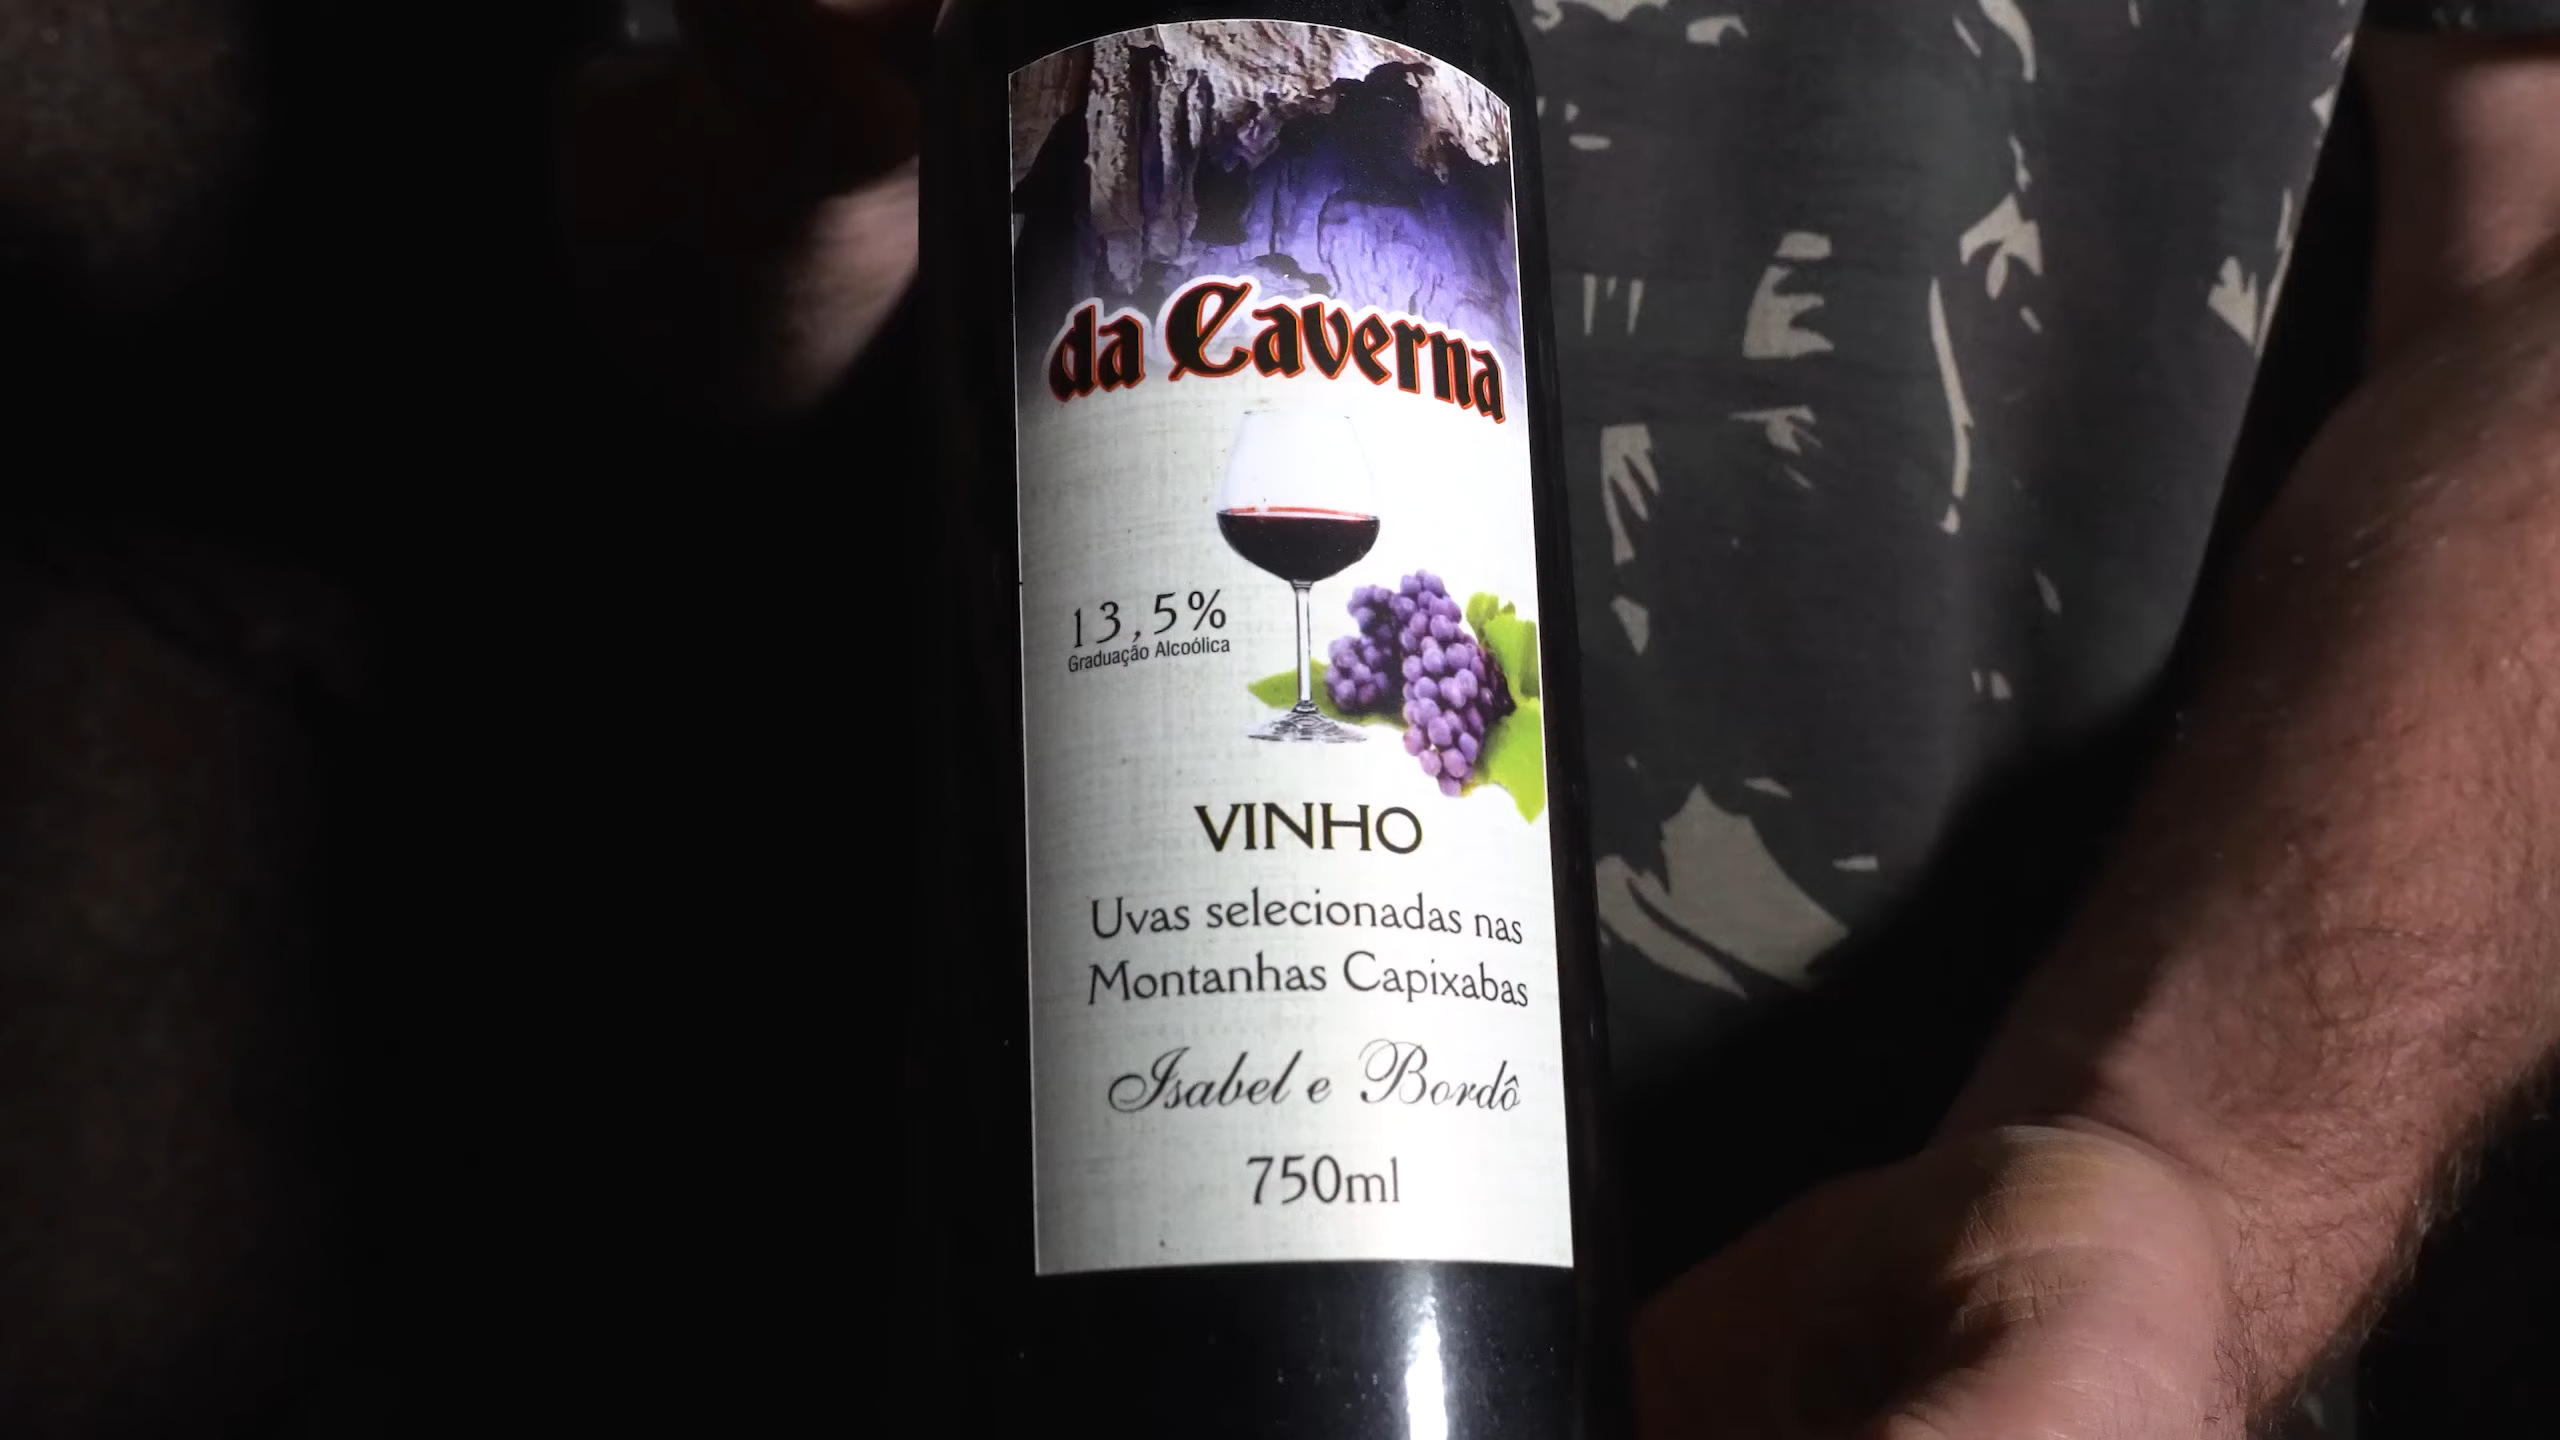 da Caverna
13,5%
Graduação Alcoólica
VINHO
Uvas selecionadas nas
Montanhas Capixabas
Isabel e Bordô
750ml